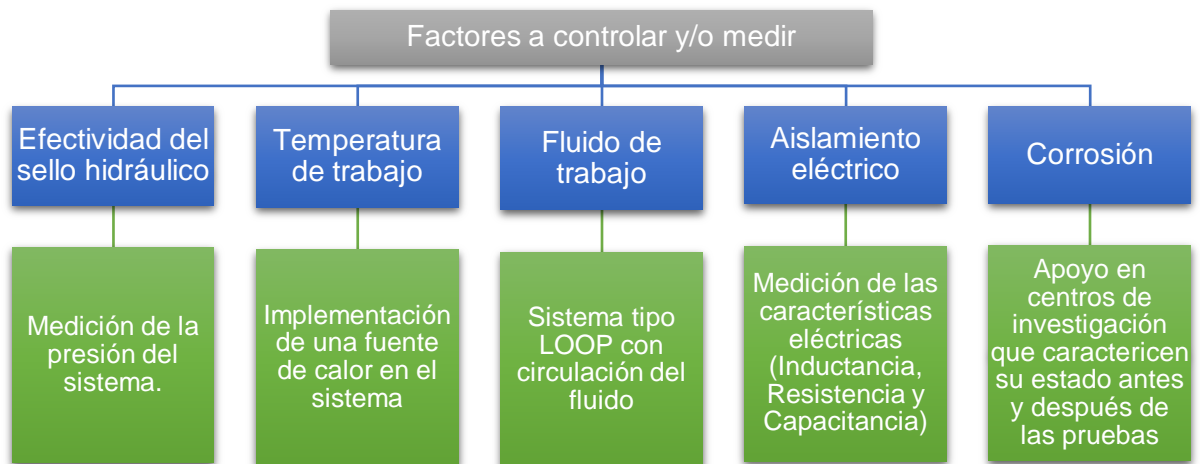 Factores a controlar y/o medir
Efectividad del
sello hidráulico
Temperatura
de trabajo
Fluido de
trabajo
Aislamiento
eléctrico
Corrosión
Medición de la
presión del
sistema.
Implementación
de una fuente
de calor en el
sistema
Sistema tipo
LOOP con
circulación del
fluido
Medición de las
características
eléctricas
(Inductancia,
Resistencia y
Capacitancia)
Apoyo en
centros de
investigación
que caractericen
su estado antes
y después de
las pruebas